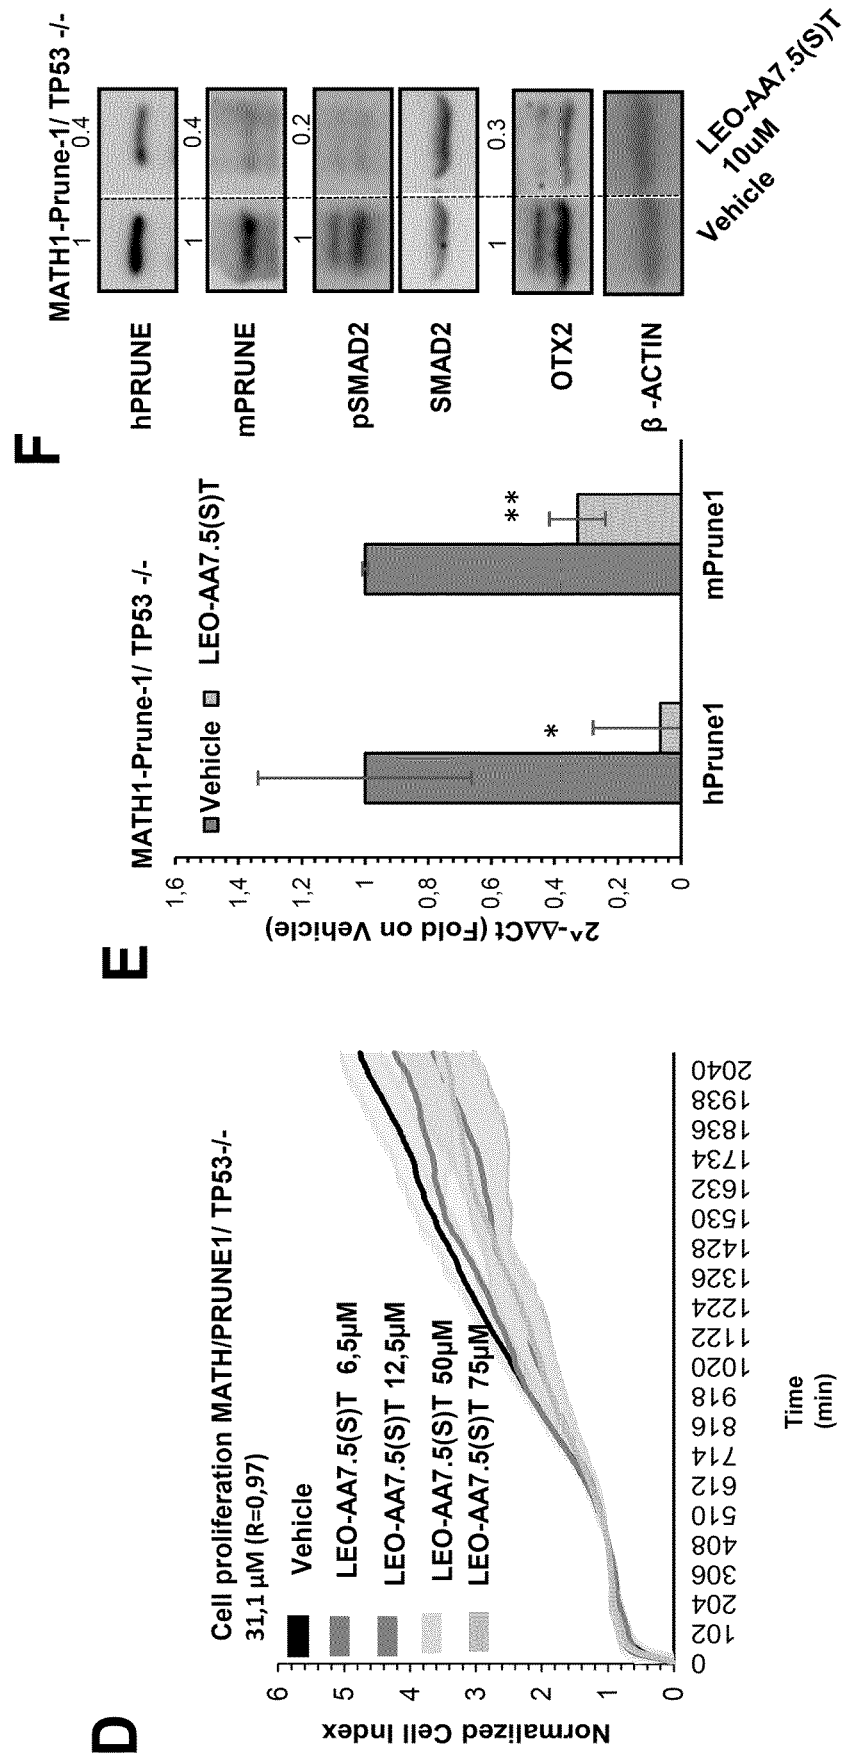 D
Cell proliferation MATH/PRUNE1/ TP53-/-
31,1 µM (R=0,97)
Vehicle
LEO-AA7.5(S)T 6,5µM
LEO-AA7.5(S)T 12,5µM
LEO-AA7.5(S)T 50µM
LEO-AA7.5(S)T 75µM
Normalized Cell Index
6
5
4
3
2
1
0
0
102
204
306
408
510
612
714
816
918
1020
1122
1224
1326
1428
1530
1632
1734
1836
1938
2040
Time
(min)
E
MATH1-Prune-1/ TP53 -/-
Vehicle
LEO-AA7.5(S)T
2^-ΔΔCt (Fold on Vehicle)
1,6
1,4
1,2
1
0,8
0,6
0,4
0,2
0
*
**
hPrune1
mPrune1
F
MATH1-Prune-1/ TP53 -/-
1 0.4
hPRUNE
1 0.4
mPRUNE
1 0.2
pSMAD2
SMAD2
1 0.3
OTX2
β -ACTIN
Vehicle
LEO-AA7.5(S)T
10uM